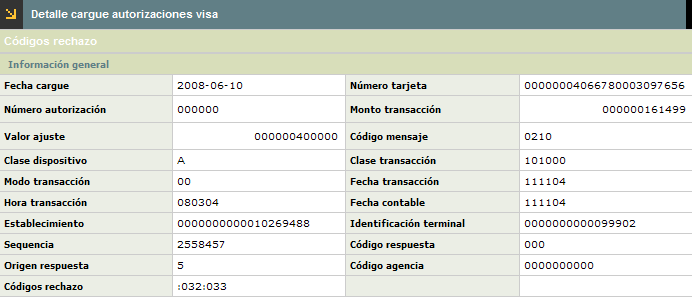 Detalle cargue autorizaciones visa
Códigos rechazo
Información general
Fecha cargue 2008-06-10 Número tarjeta 00000004066780003097656
Número autorización 000000 Monto transacción 000000161499
Valor ajuste 000000400000 Código mensaje 0210
Clase dispositivo A Clase transacción 101000
Modo transacción 00 Fecha transacción 111104
Hora transacción 080304 Fecha contable 111104
Establecimiento 0000000000010269488 Identificación terminal 0000000000099902
Sequencia 2558457 Código respuesta 000
Origen respuesta 5 Código agencia 0000000000
Códigos rechazo :032:033